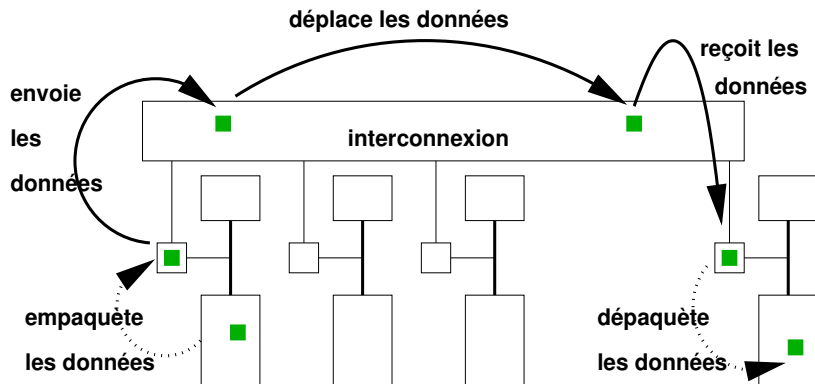 déplace les données
envoie
les
données
interconnexion
reçoit les
données
empaquète
les données
dépaquète
les données